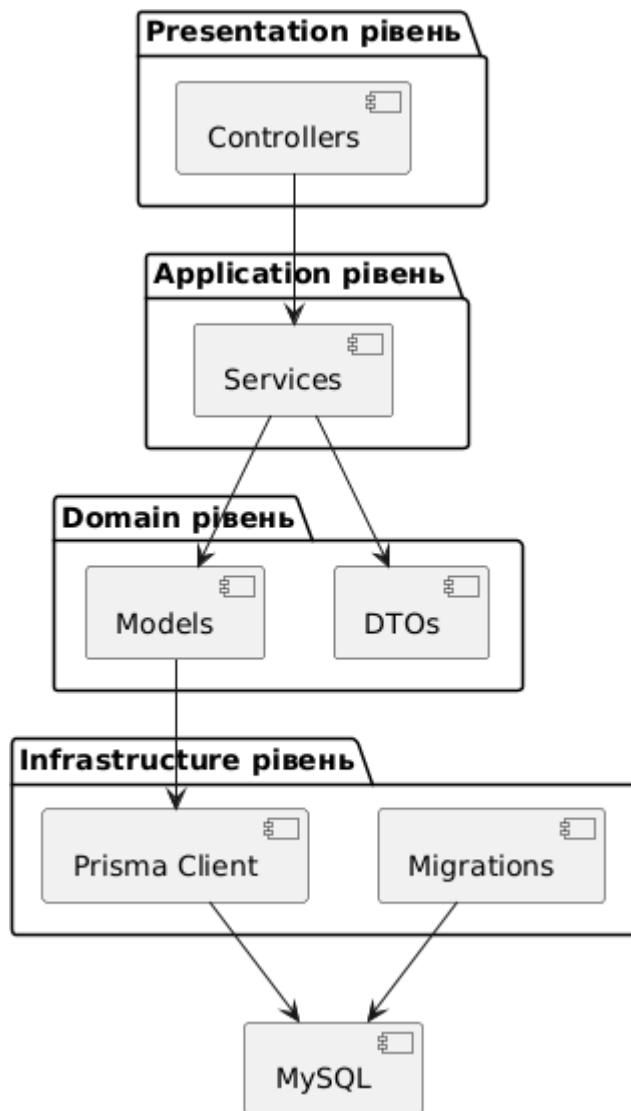 Presentation рівень
Controllers
Application рівень
Services
Domain рівень
Models
DTOs
Infrastructure рівень
Prisma Client
Migrations
MySQL